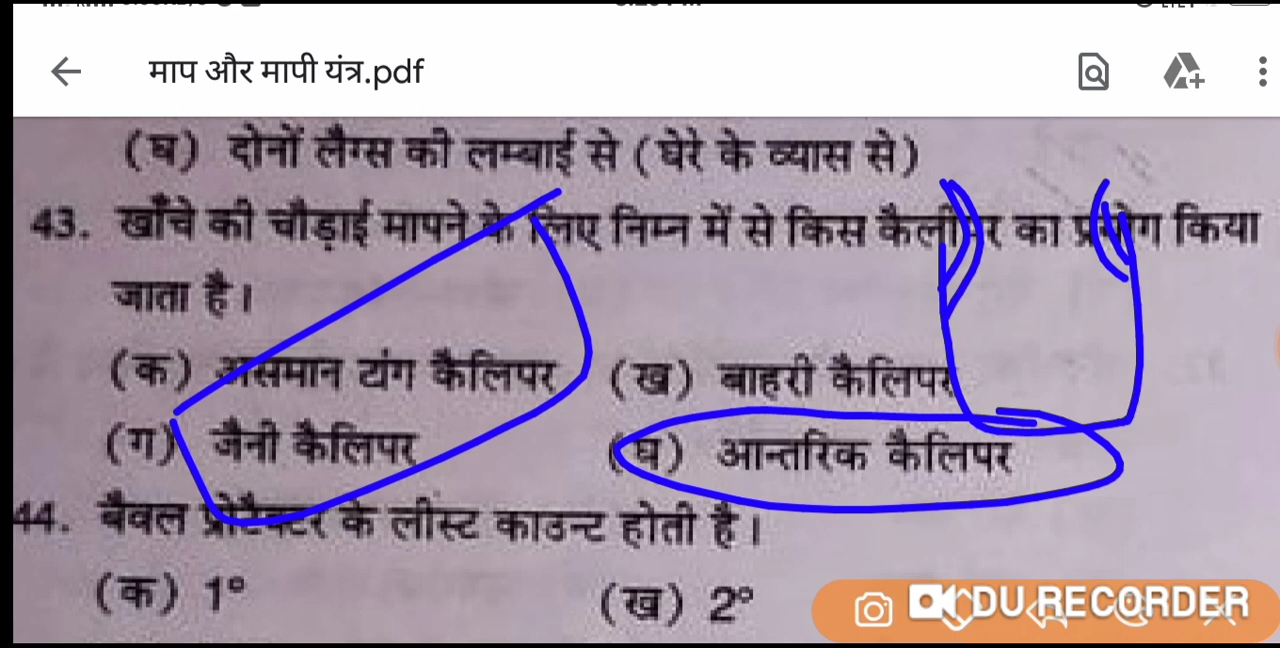 माप और मापी यंत्र.pdf
(घ) दोनों लैग्स की लम्बाई से (घेरे के व्यास से)
43. खाँचे की चौड़ाई मापने के लिए निम्न में से किस कैलीपर का प्रयोग किया
जाता है।
(क) असमान टांग कैलिपर (ख) बाहरी कैलिपर
(ग) जैनी कैलिपर (घ) आन्तरिक कैलिपर
44. बैवल प्रोटैक्टर के लीस्ट काउन्ट होती है।
(क) 1° (ख) 2°
DU RECORDER